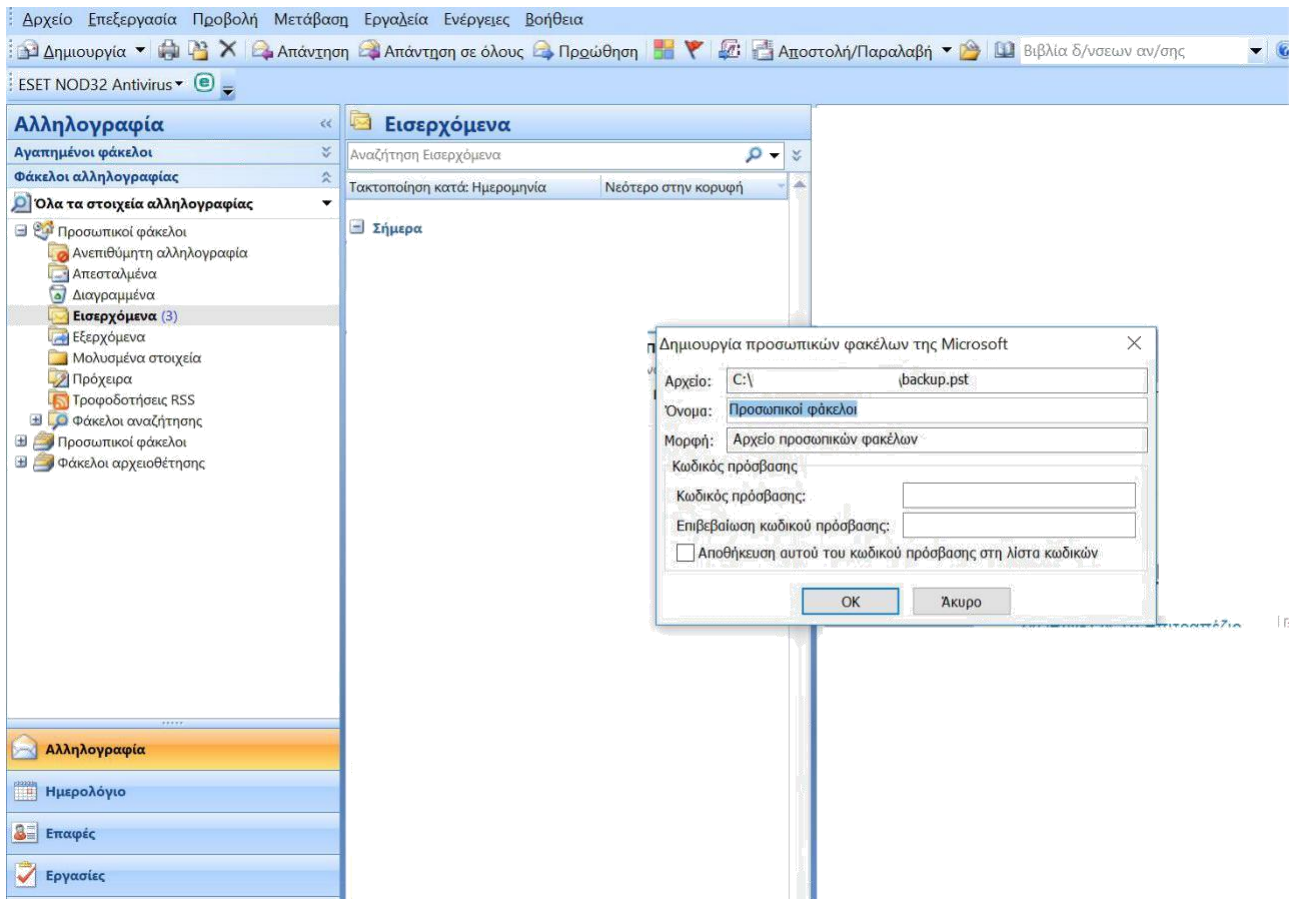 Αρχείο Επεξεργασία Προβολή Μετάβαση Εργαλεία Ενέργειες Βοήθεια
Δημιουργία Απάντηση Απάντηση σε όλους Προώθηση Αποστολή/Παραλαβή Βιβλία δ/νσεων αν/σης
ESET NOD32 Antivirus
Αλληλογραφία
Αγαπημένοι φάκελοι
Φάκελοι αλληλογραφίας
Όλα τα στοιχεία αλληλογραφίας
Προσωπικοί φάκελοι
Ανεπιθύμητη αλληλογραφία
Απεσταλμένα
Διαγραμμένα
Εισερχόμενα (3)
Εξερχόμενα
Μολυσμένα στοιχεία
Πρόχειρα
Τροφοδοτήσεις RSS
Φάκελοι αναζήτησης
Προσωπικοί φάκελοι
Φάκελοι αρχειοθέτησης
Αλληλογραφία
Ημερολόγιο
Επαφές
Εργασίες
Εισερχόμενα
Αναζήτηση Εισερχόμενα
Τακτοποίηση κατά: Ημερομηνία Νεότερο στην κορυφή
Σήμερα
Δημιουργία προσωπικών φακέλων της Microsoft
Αρχείο: C:\ \backup.pst
Όνομα: Προσωπικοί φάκελοι
Μορφή: Αρχείο προσωπικών φακέλων
Κωδικός πρόσβασης
Κωδικός πρόσβασης:
Επιβεβαίωση κωδικού πρόσβασης:
Αποθήκευση αυτού του κωδικού πρόσβασης στη λίστα κωδικών
OK Άκυρο